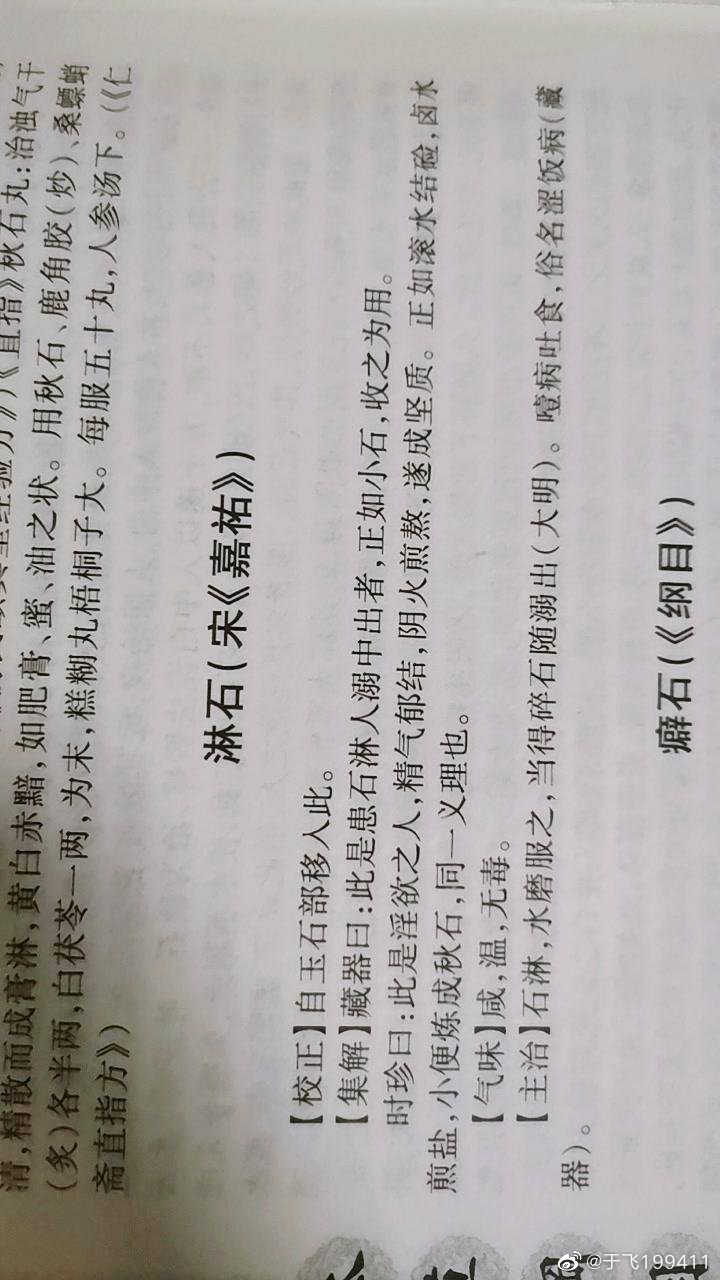 直指》秋石丸：治浊气干
清，精散而成膏淋，黄白赤黯，如肥膏、蜜、油之状。用秋石、鹿角胶（炒）、桑螵蛸
（炙）各半两，白茯苓一两，为末，糕糊丸梧桐子大。每服五十丸，人参汤下。（《仁
斋直指方》）
淋石（宋《嘉祐》）
【校正】自玉石部移入此。
【集解】藏器曰：此是患石淋人溺中出者，正如小石，收之为用。
时珍曰：此是淫欲之人，精气郁结，阴火煎熬，遂成坚质。正如滚水结硷，卤水
煎盐，小便炼成秋石，同一义理也。
【气味】咸，温，无毒。
【主治】石淋，水磨服之，当得碎石随溺出（大明）。噎病吐食，俗名涩饭病（藏
器）。
癖石（《纲目》）
@于飞199411